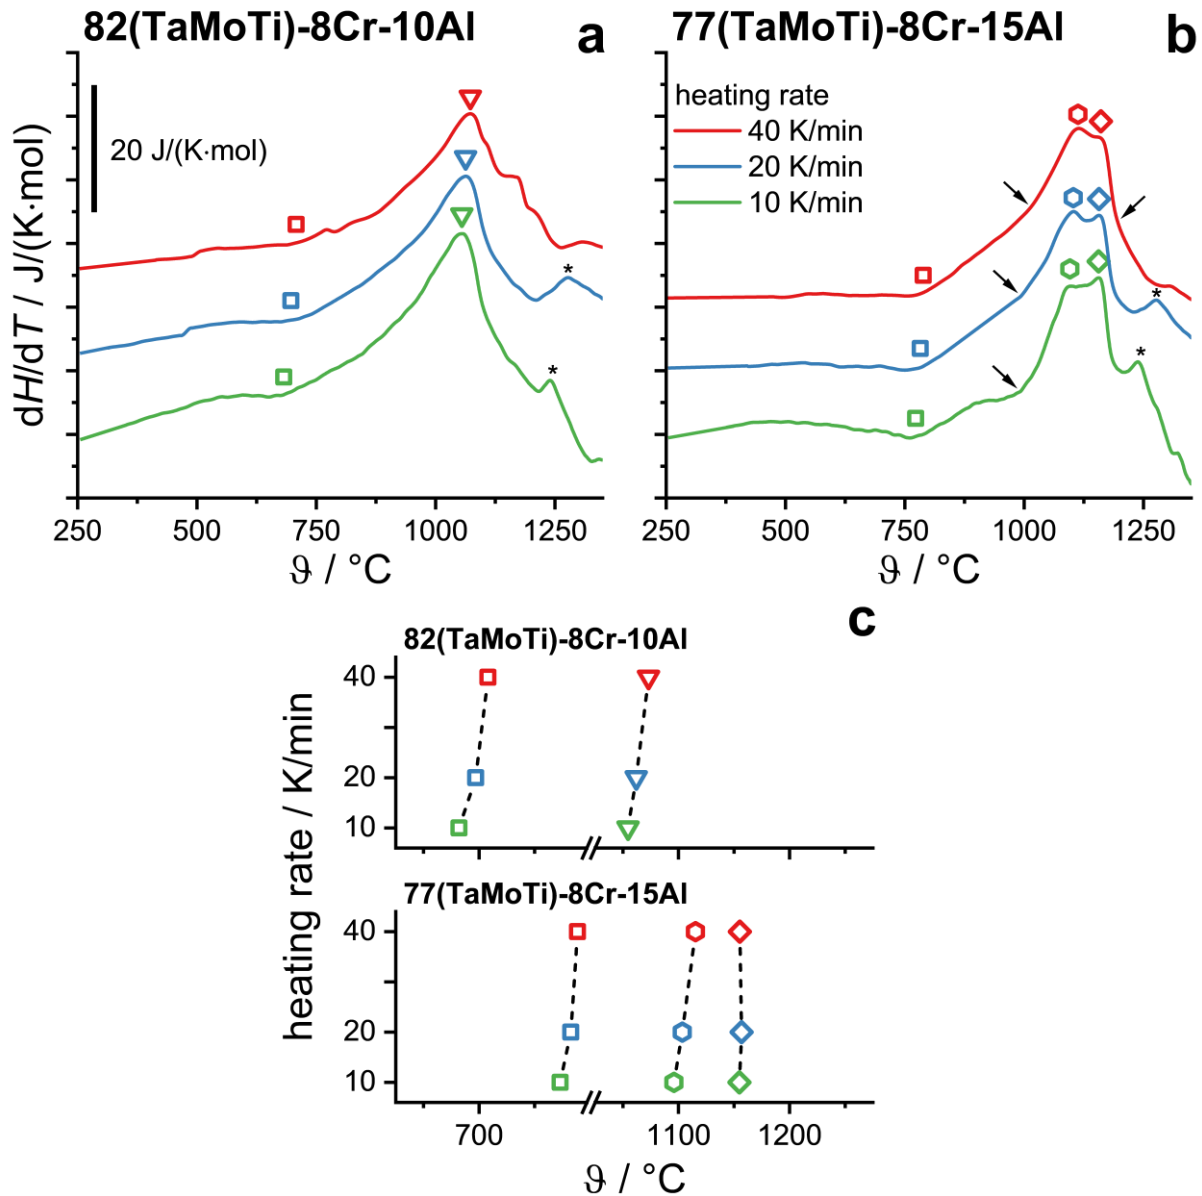 82(TaMoTi)-8Cr-10Al
a
20 J/(K·mol)
dH/dT / J/(K·mol)
*
*
250 500 750 1000 1250
ϑ / °C
77(TaMoTi)-8Cr-15Al
b
heating rate
40 K/min
20 K/min
10 K/min
*
*
250 500 750 1000 1250
ϑ / °C
c
82(TaMoTi)-8Cr-10Al
40
20
10
heating rate / K/min
77(TaMoTi)-8Cr-15Al
40
20
10
700 1100 1200
ϑ / °C